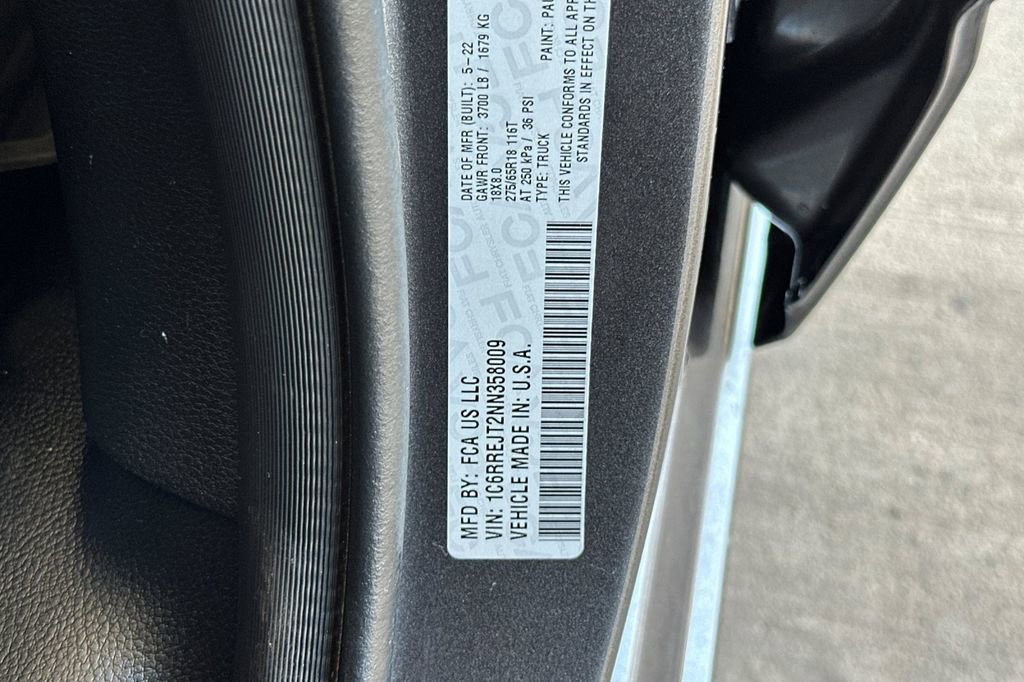 MFD BY: FCA US LLC
VIN: 1C6RREJT2NN358009
VEHICLE MADE IN: U.S.A.
DATE OF MFR (BUILT): 5-22
GAWR FRONT: 3700 LB / 1679 KG
18X8.0
275/65R18 116T
AT 250 kPa / 36 PSI
TYPE: TRUCK PAINT:
THIS VEHICLE CONFORMS TO ALL
STANDARDS IN EFFECT ON